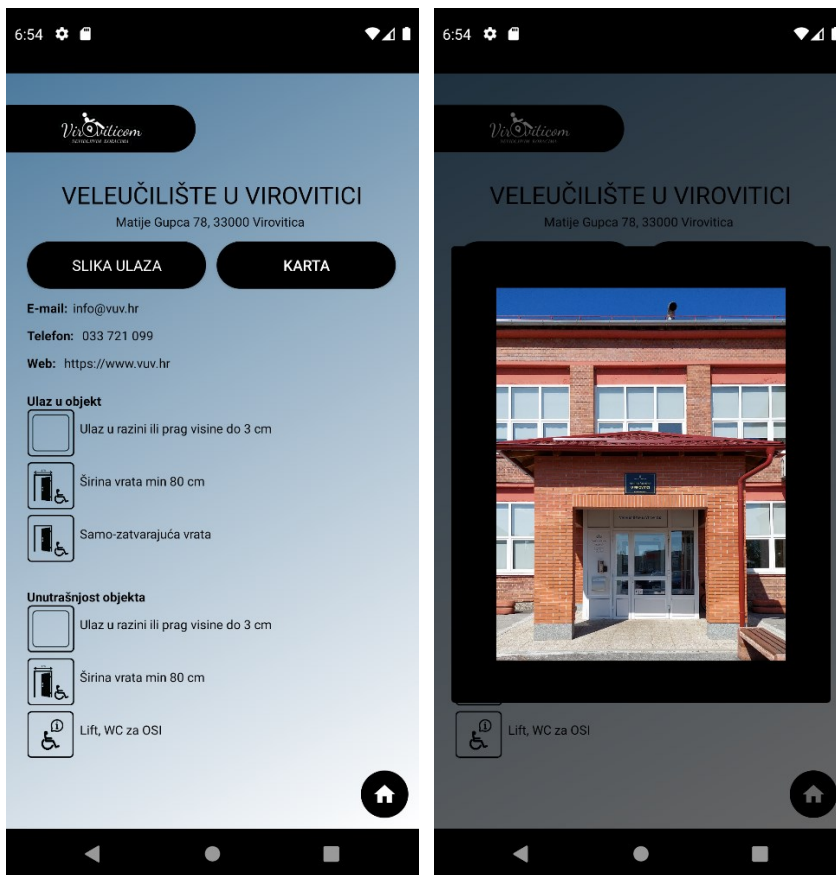 6:54
Viroviticom
VELEUČILIŠTE U VIROVITICI
Matije Gupca 78, 33000 Virovitica
SLIKA ULAZA
KARTA
E-mail: info@vuv.hr
Telefon: 033 721 099
Web: https://www.vuv.hr
Ulaz u objekt
Ulaz u razini ili prag visine do 3 cm
Širina vrata min 80 cm
Samo-zatvarajuća vrata
Unutrašnjost objekta
Ulaz u razini ili prag visine do 3 cm
Širina vrata min 80 cm
Lift, WC za OSI
6:54
Viroviticom
VELEUČILIŠTE U VIROVITICI
Matije Gupca 78, 33000 Virovitica
Lift, WC za OSI